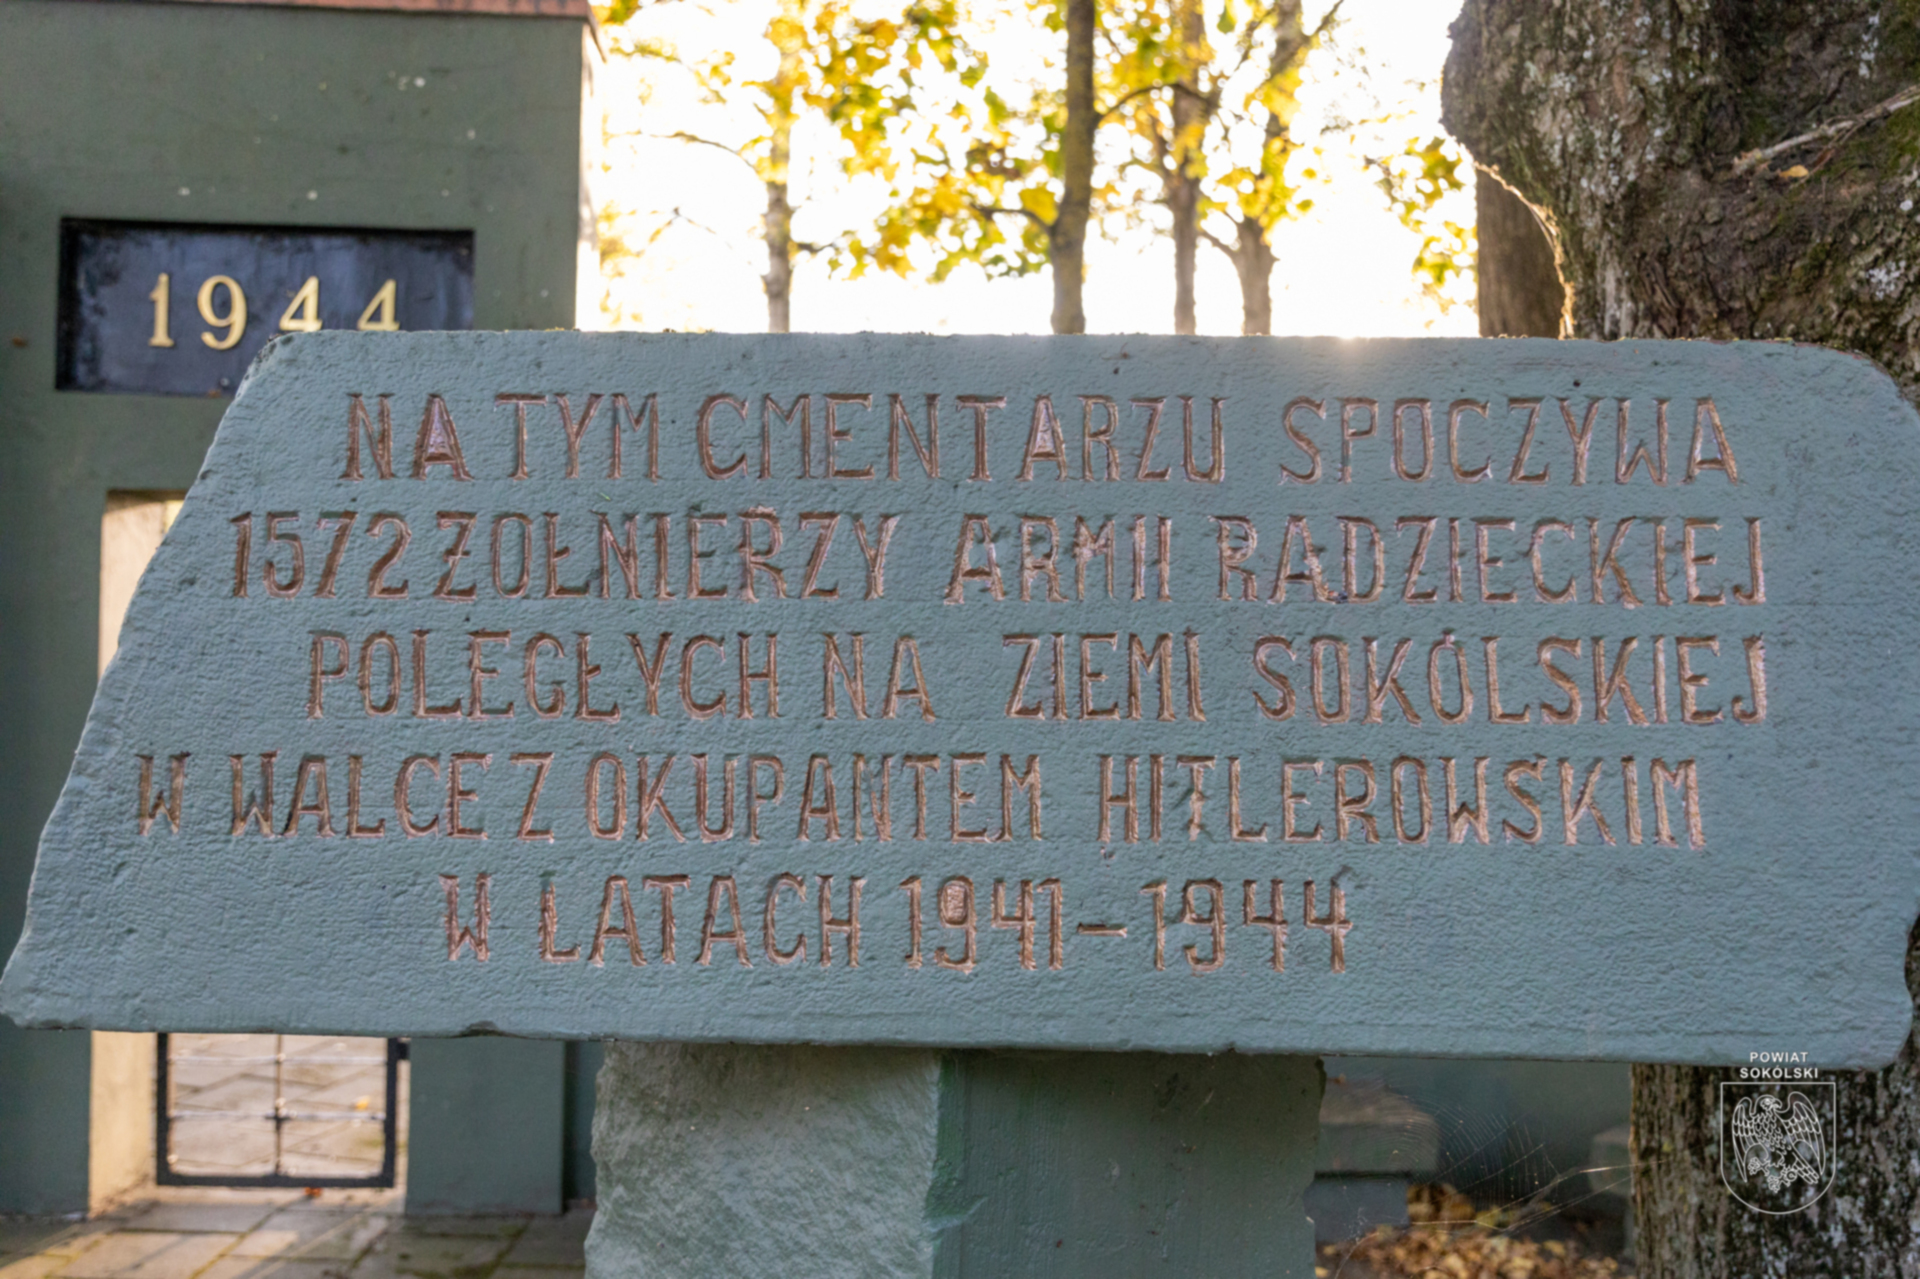 1944
NA TYM CMENTARZU SPOCZYWA
1572 ŻOŁNIERZY ARMII RADZIECKIEJ
POLEGŁYCH NA ZIEMI SOKÓLSKIEJ
W WALCE Z OKUPANTEM HITLEROWSKIM
W LATACH 1941-1944
POWIAT
SOKÓLSKI